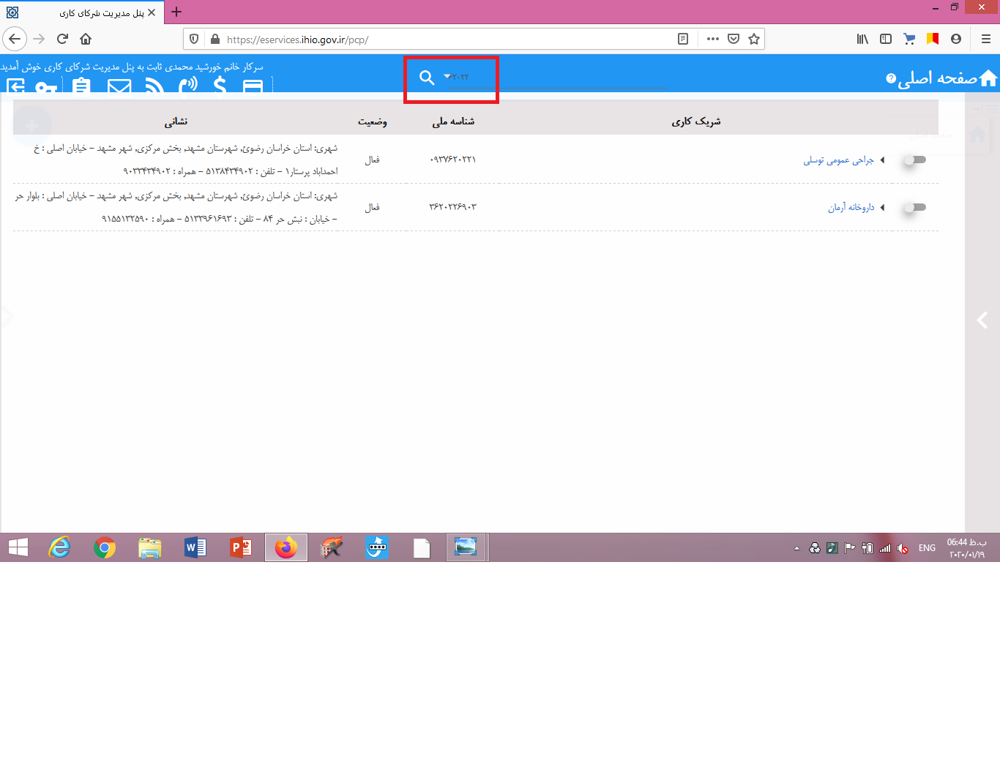 پنل مدیریت شرکای کاری
https://eservices.ihio.gov.ir/pcp/
صفحه اصلی
۲۰۲۲
سرکار خانم خورشید محمدی ثابت به پنل مدیریت شرکای کاری خوش آمدید
شریک کاری شناسه ملی وضعیت نشانی
جراحی عمومی توسلی ۰۹۳۷۶۲۰۲۲۱ فعال
شهری: استان خراسان رضوی, شهرستان مشهد, بخش مرکزی, شهر مشهد - خیابان اصلی : خ
احمداباد پرستار۱ - تلفن : ۵۱۳۸۴۳۴۹۰۲ - همراه : ۹۰۳۳۴۳۴۹۰۲
داروخانه آرمان ۳۶۲۰۲۲۶۹۰۳ فعال
شهری: استان خراسان رضوی, شهرستان مشهد, بخش مرکزی, شهر مشهد - خیابان اصلی : بلوار حر
- خیابان : نبش حر ۸۴ - تلفن : ۵۱۳۳۹۶۱۶۹۳ - همراه : ۹۱۵۵۱۳۲۵۹۰
ENG
06:44 ب.ظ
۲۰۲۰/۰۱/۱۹